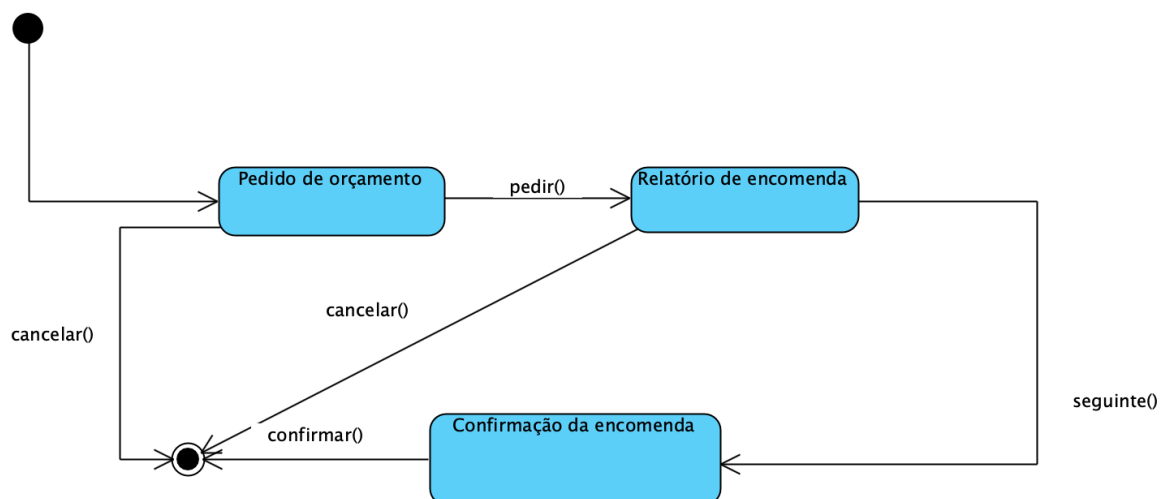 Pedido de orçamento
pedir()
Relatório de encomenda
cancelar()
cancelar()
seguinte()
confirmar()
Confirmação da encomenda